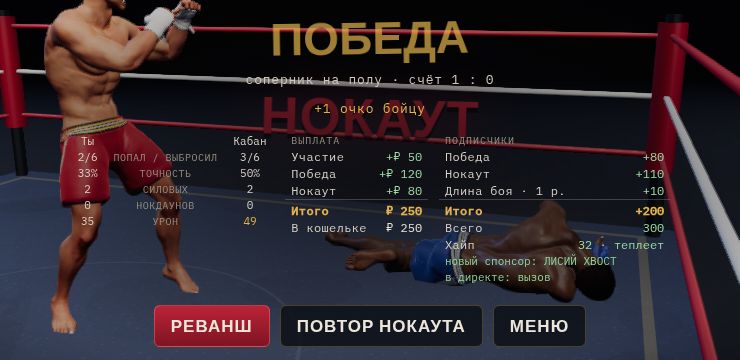 ПОБЕДА
соперник на полу · счёт 1 : 0
+1 очко бойцу
НОКАУТ
Ты Кабан
2/6 ПОПАЛ / ВЫБРОСИЛ 3/6
33% ТОЧНОСТЬ 50%
2 СИЛОВЫХ 2
0 НОКДАУНОВ 0
35 УРОН 49
ВЫПЛАТА
Участие +₽ 50
Победа +₽ 120
Нокаут +₽ 80
Итого ₽ 250
В кошельке ₽ 250
ПОДПИСЧИКИ
Победа +80
Нокаут +110
Длина боя · 1 р. +10
Итого +200
Всего 300
Хайп 32 · теплеет
новый спонсор: ЛИСИЙ ХВОСТ
в директе: вызов
РЕВАНШ
ПОВТОР НОКАУТА
МЕНЮ